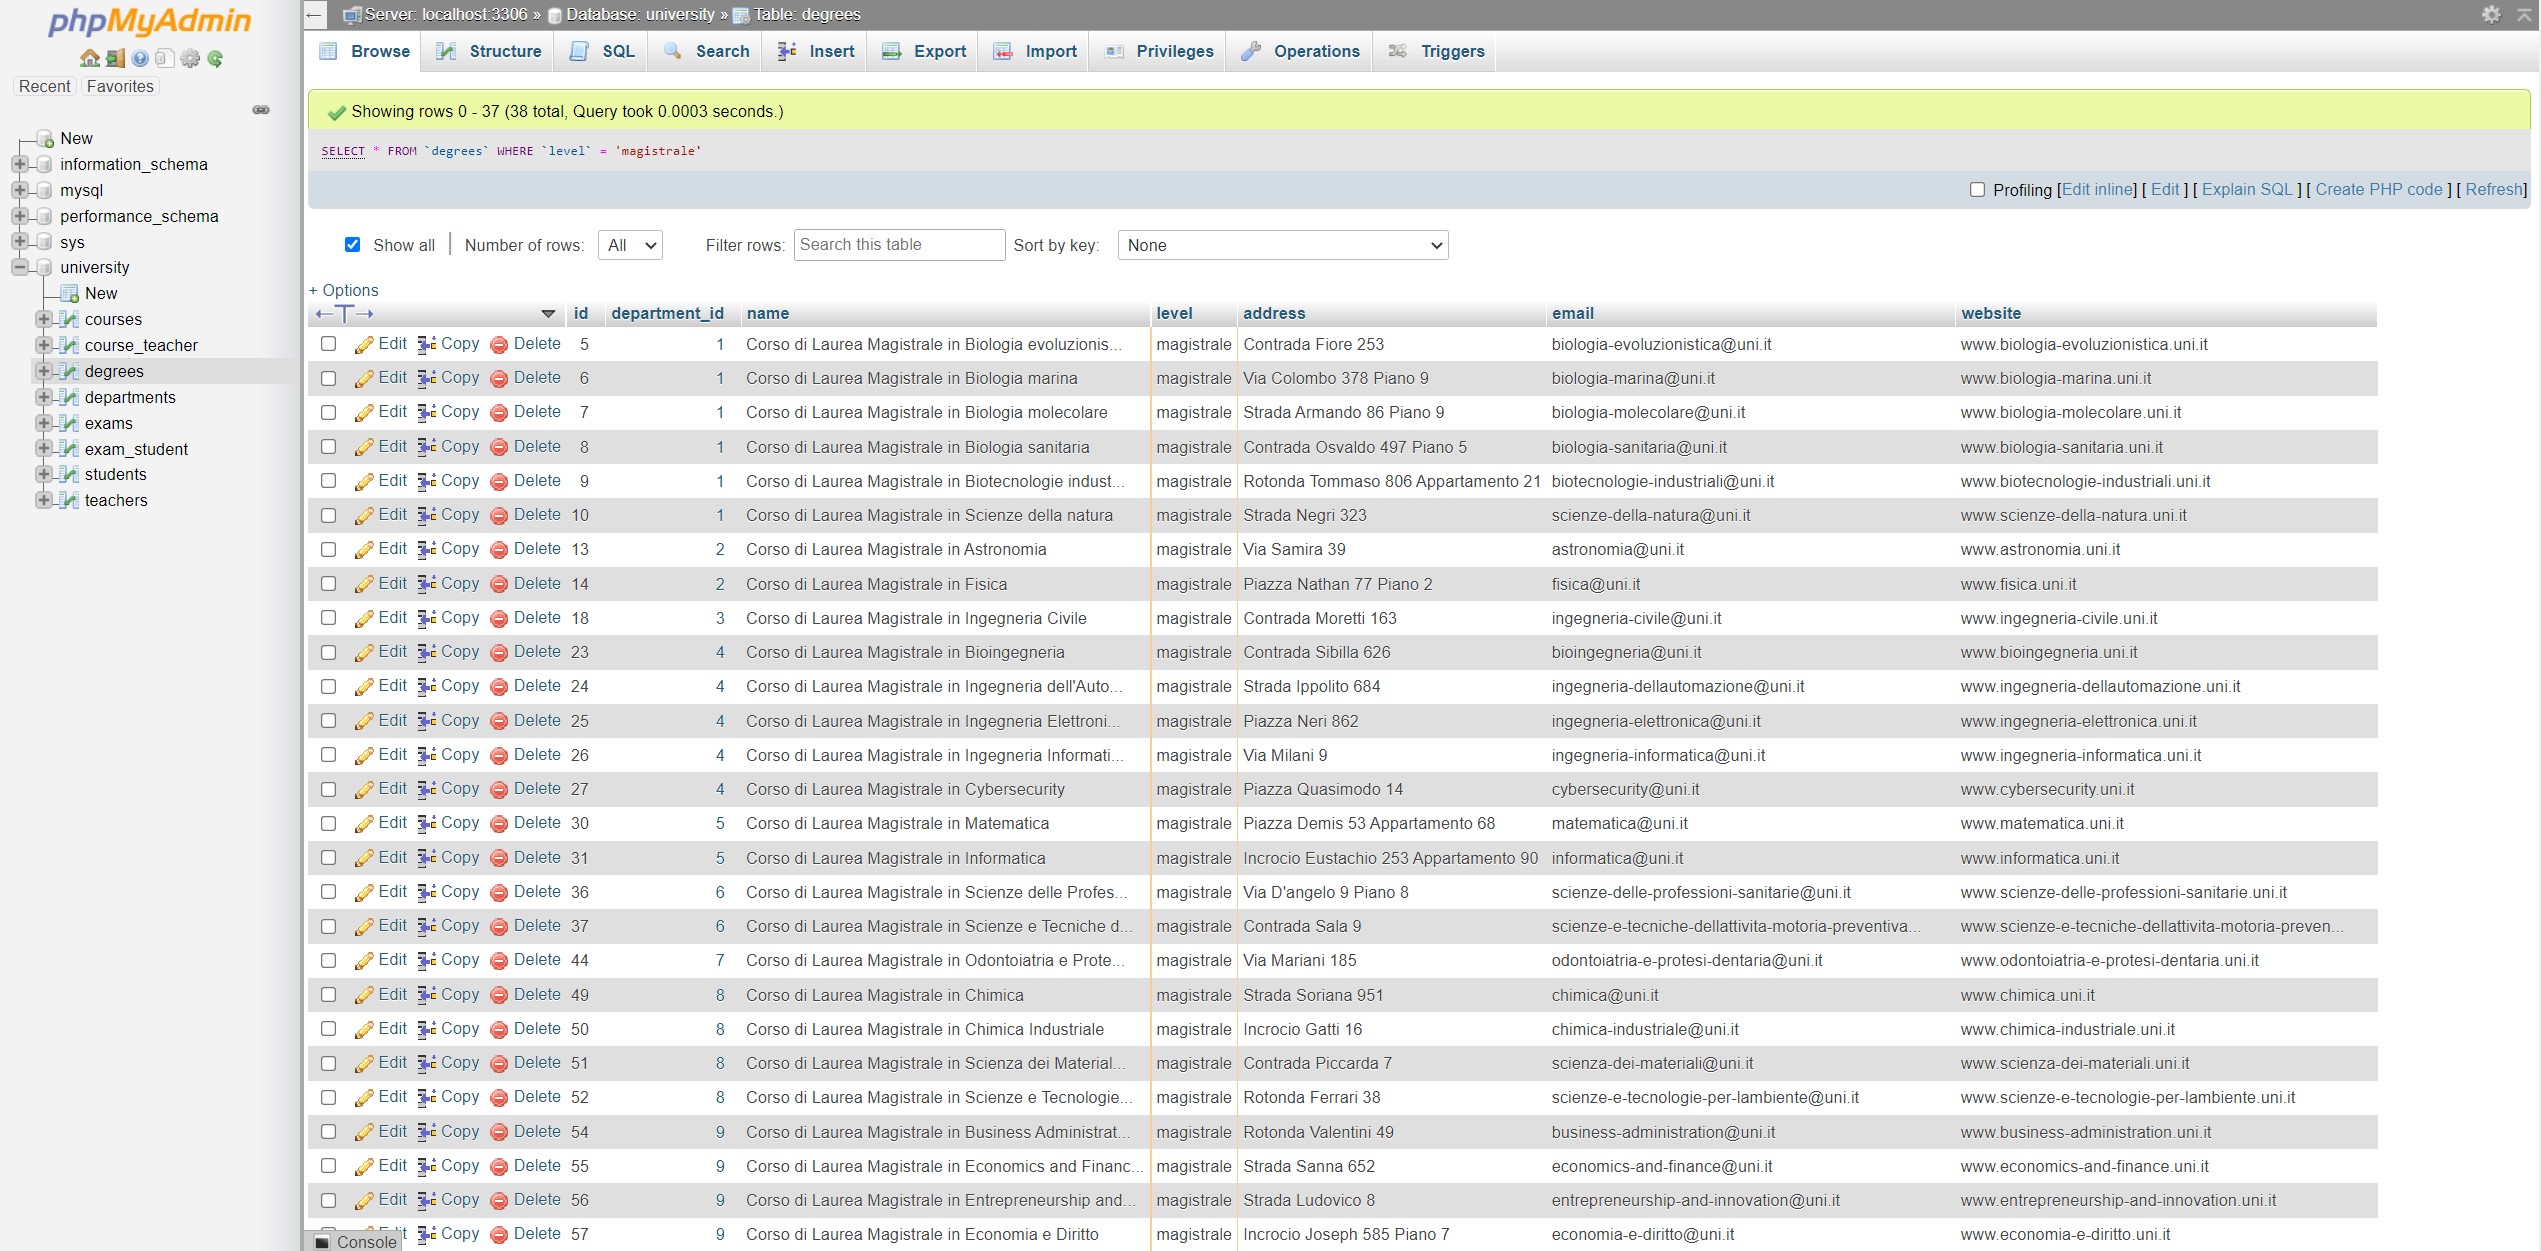 phpMyAdmin
Recent Favorites
New
information_schema
mysql
performance_schema
sys
university
New
courses
course_teacher
degrees
departments
exams
exam_student
students
teachers
Server: localhost:3306 » Database: university » Table: degrees
Browse Structure SQL Search Insert Export Import Privileges Operations Triggers
Showing rows 0 - 37 (38 total, Query took 0.0003 seconds.)
SELECT * FROM `degrees` WHERE `level` = 'magistrale'
Profiling [Edit inline] [ Edit ] [ Explain SQL ] [ Create PHP code ] [ Refresh]
Show all | Number of rows: All Filter rows: Search this table Sort by key: None
+ Options
←T→ id department_id name level address email website
Edit Copy Delete 5 1 Corso di Laurea Magistrale in Biologia evoluzionis... magistrale Contrada Fiore 253 biologia-evoluzionistica@uni.it www.biologia-evoluzionistica.uni.it
Edit Copy Delete 6 1 Corso di Laurea Magistrale in Biologia marina magistrale Via Colombo 378 Piano 9 biologia-marina@uni.it www.biologia-marina.uni.it
Edit Copy Delete 7 1 Corso di Laurea Magistrale in Biologia molecolare magistrale Strada Armando 86 Piano 9 biologia-molecolare@uni.it www.biologia-molecolare.uni.it
Edit Copy Delete 8 1 Corso di Laurea Magistrale in Biologia sanitaria magistrale Contrada Osvaldo 497 Piano 5 biologia-sanitaria@uni.it www.biologia-sanitaria.uni.it
Edit Copy Delete 9 1 Corso di Laurea Magistrale in Biotecnologie indust... magistrale Rotonda Tommaso 806 Appartamento 21 biotecnologie-industriali@uni.it www.biotecnologie-industriali.uni.it
Edit Copy Delete 10 1 Corso di Laurea Magistrale in Scienze della natura magistrale Strada Negri 323 scienze-della-natura@uni.it www.scienze-della-natura.uni.it
Edit Copy Delete 13 2 Corso di Laurea Magistrale in Astronomia magistrale Via Samira 39 astronomia@uni.it www.astronomia.uni.it
Edit Copy Delete 14 2 Corso di Laurea Magistrale in Fisica magistrale Piazza Nathan 77 Piano 2 fisica@uni.it www.fisica.uni.it
Edit Copy Delete 18 3 Corso di Laurea Magistrale in Ingegneria Civile magistrale Contrada Moretti 163 ingegneria-civile@uni.it www.ingegneria-civile.uni.it
Edit Copy Delete 23 4 Corso di Laurea Magistrale in Bioingegneria magistrale Contrada Sibilla 626 bioingegneria@uni.it www.bioingegneria.uni.it
Edit Copy Delete 24 4 Corso di Laurea Magistrale in Ingegneria dell'Auto... magistrale Strada Ippolito 684 ingegneria-dellautomazione@uni.it www.ingegneria-dellautomazione.uni.it
Edit Copy Delete 25 4 Corso di Laurea Magistrale in Ingegneria Elettroni... magistrale Piazza Neri 862 ingegneria-elettronica@uni.it www.ingegneria-elettronica.uni.it
Edit Copy Delete 26 4 Corso di Laurea Magistrale in Ingegneria Informati... magistrale Via Milani 9 ingegneria-informatica@uni.it www.ingegneria-informatica.uni.it
Edit Copy Delete 27 4 Corso di Laurea Magistrale in Cybersecurity magistrale Piazza Quasimodo 14 cybersecurity@uni.it www.cybersecurity.uni.it
Edit Copy Delete 30 5 Corso di Laurea Magistrale in Matematica magistrale Piazza Demis 53 Appartamento 68 matematica@uni.it www.matematica.uni.it
Edit Copy Delete 31 5 Corso di Laurea Magistrale in Informatica magistrale Incrocio Eustachio 253 Appartamento 90 informatica@uni.it www.informatica.uni.it
Edit Copy Delete 36 6 Corso di Laurea Magistrale in Scienze delle Profes... magistrale Via D'angelo 9 Piano 8 scienze-delle-professioni-sanitarie@uni.it www.scienze-delle-professioni-sanitarie.uni.it
Edit Copy Delete 37 6 Corso di Laurea Magistrale in Scienze e Tecniche d... magistrale Contrada Sala 9 scienze-e-tecniche-dellattivita-motoria-preventiva... www.scienze-e-tecniche-dellattivita-motoria-preven...
Edit Copy Delete 44 7 Corso di Laurea Magistrale in Odontoiatria e Prote... magistrale Via Mariani 185 odontoiatria-e-protesi-dentaria@uni.it www.odontoiatria-e-protesi-dentaria.uni.it
Edit Copy Delete 49 8 Corso di Laurea Magistrale in Chimica magistrale Strada Soriana 951 chimica@uni.it www.chimica.uni.it
Edit Copy Delete 50 8 Corso di Laurea Magistrale in Chimica Industriale magistrale Incrocio Gatti 16 chimica-industriale@uni.it www.chimica-industriale.uni.it
Edit Copy Delete 51 8 Corso di Laurea Magistrale in Scienza dei Material... magistrale Contrada Piccarda 7 scienza-dei-materiali@uni.it www.scienza-dei-materiali.uni.it
Edit Copy Delete 52 8 Corso di Laurea Magistrale in Scienze e Tecnologie... magistrale Rotonda Ferrari 38 scienze-e-tecnologie-per-lambiente@uni.it www.scienze-e-tecnologie-per-lambiente.uni.it
Edit Copy Delete 54 9 Corso di Laurea Magistrale in Business Administrat... magistrale Rotonda Valentini 49 business-administration@uni.it www.business-administration.uni.it
Edit Copy Delete 55 9 Corso di Laurea Magistrale in Economics and Financ... magistrale Strada Sanna 652 economics-and-finance@uni.it www.economics-and-finance.uni.it
Edit Copy Delete 56 9 Corso di Laurea Magistrale in Entrepreneurship and... magistrale Strada Ludovico 8 entrepreneurship-and-innovation@uni.it www.entrepreneurship-and-innovation.uni.it
Copy Delete 57 9 Corso di Laurea Magistrale in Economia e Diritto magistrale Incrocio Joseph 585 Piano 7 economia-e-diritto@uni.it www.economia-e-diritto.uni.it
Console